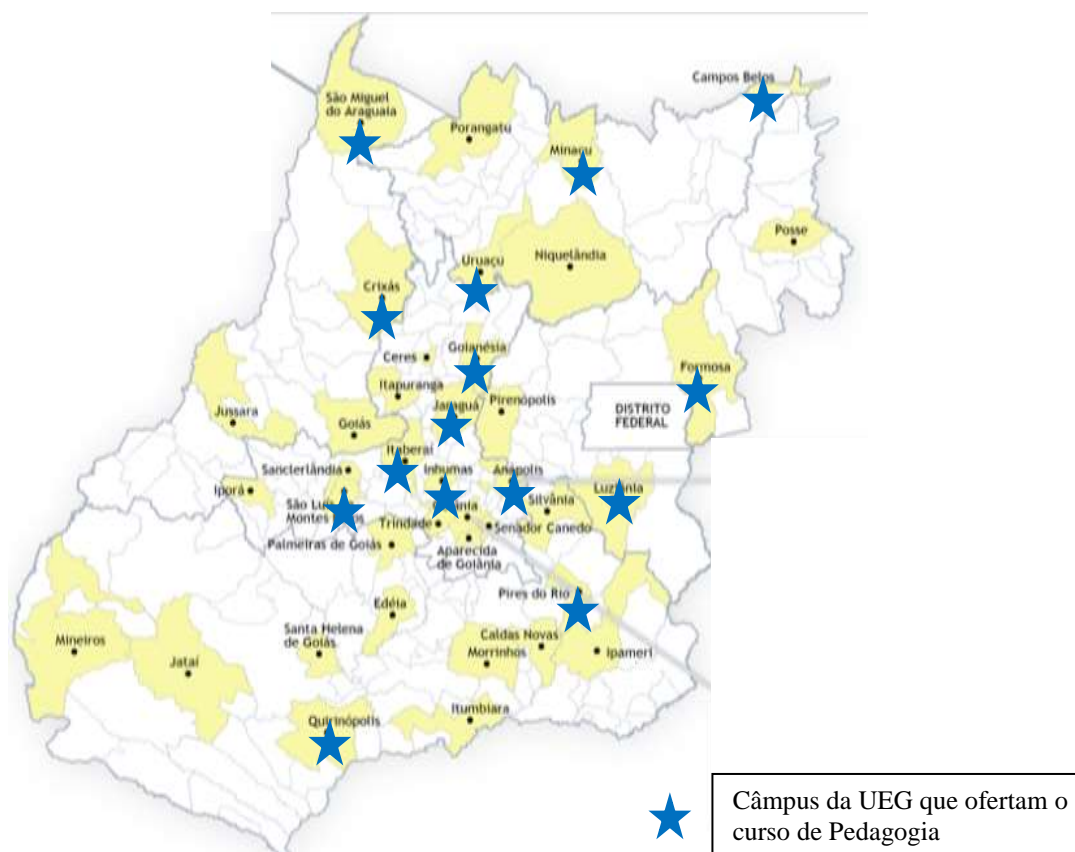 Campos Belos
São Miguel
do Araguaia
Porangatu
Minaçu
Posse
Niquelândia
Uruaçu
Crixás
Goianésia
Ceres
Formosa
Itapuranga
Pirenópolis
Jaraguá
DISTRITO
FEDERAL
Jussara
Goiás
Itaberaí
Sanclerlândia
Inhumas
Anápolis
Iporá
Luziânia
Silvânia
São Luis
Montes
Trindade
Senador Canedo
Palmeiras de Goiás
Aparecida
de Goiânia
Pires do Rio
Edéia
Mineiros
Santa Helena
de Goiás
Caldas Novas
Morrinhos
Ipameri
Jataí
Itumbiara
Quirinópolis
Câmpus da UEG que ofertam o
curso de Pedagogia